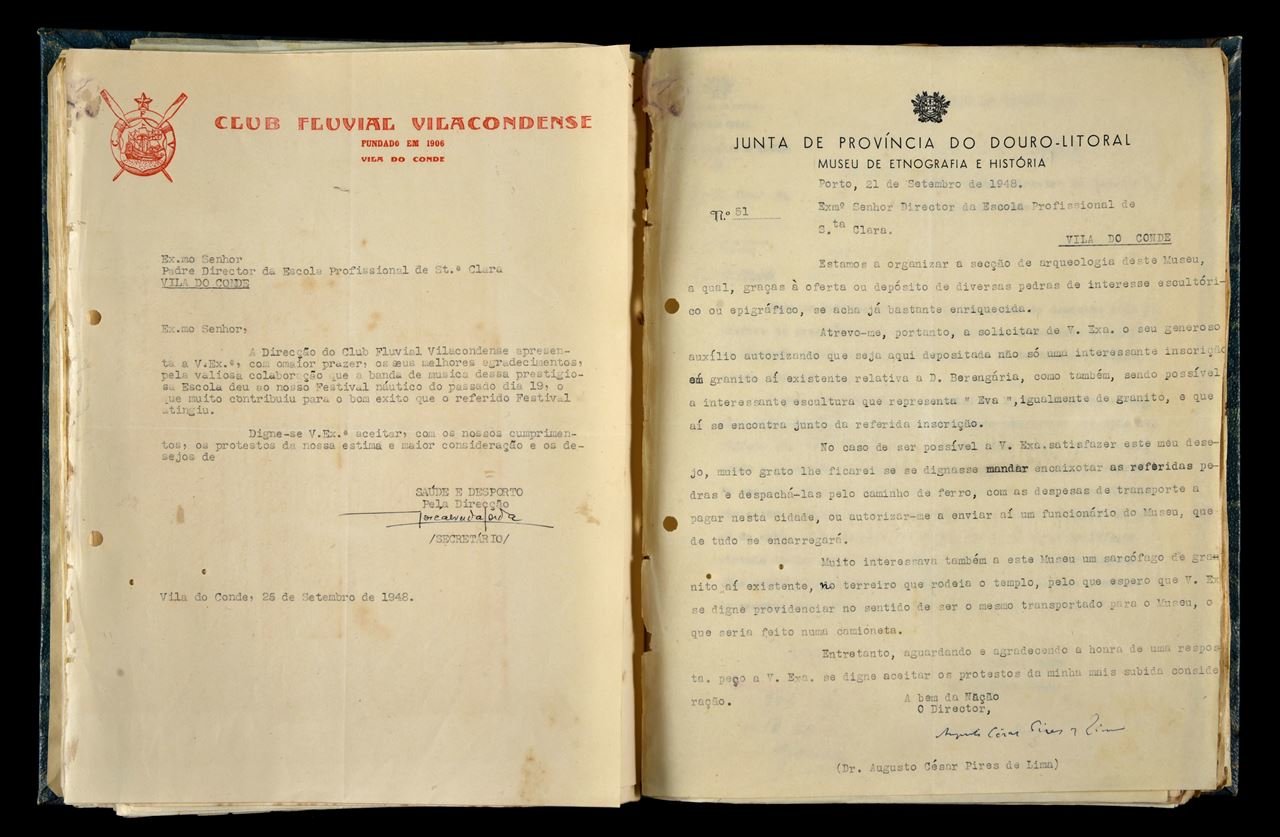 CLUB FLUVIAL VILACONDENSE
FUNDADO EM 1906
VILA DO CONDE
Ex.mo Senhor
Padre Director da Escola Profissional de St.ª Clara
VILA DO CONDE
Ex.mo Senhor,
A Direcção do Club Fluvial Vilacondense apresen-
ta a V.Ex.ª, com omaior prazer, os seus melhores agradecimentos,
pela valiosa colaboração que a banda de musica dessa prestigio-
sa Escola deu ao nosso Festival náutico do passado dia 19, o
que muito contribuiu para o bom exito que o referido Festival
atingiu.
Digne-se V.Ex.ª aceitar, com os nossos cumprimen-
tos, os protestos da nossa estima e maior consideração e os de-
sejos de
SAÚDE E DESPORTO
Pela Direcção
/SECRETÁRIO/
Vila do Conde, 25 de Setembro de 1948.
JUNTA DE PROVÍNCIA DO DOURO-LITORAL
MUSEU DE ETNOGRAFIA E HISTÓRIA
Porto, 21 de Setembro de 1948.
N.º 51
Exmº Senhor Director da Escola Profissional de
S.ta Clara.
VILA DO CONDE
Estamos a organizar a secção de arqueologia deste Museu,
a qual, graças à oferta ou depósito de diversas pedras de interesse escultóri-
co ou epigráfico, se acha já bastante enriquecida.
Atrevo-me, portanto, a solicitar de V. Exa. o seu generoso
auxílio autorizando que seja aqui depositada não só uma interessante inscrição
em granito aí existente relativa a D. Berengária, como também, sendo possível
a interessante escultura que representa " Eva ",igualmente de granito, e que
aí se encontra junto da referida inscrição.
No caso de ser possível a V. Exa.satisfazer este meu dese-
jo, muito grato lhe ficarei se se dignasse mandar encaixotar as referidas pe-
dras e despachá-las pelo caminho de ferro, com as despesas de transporte a
pagar nesta cidade, ou autorizar-me a enviar aí um funcionário do Museu, que
de tudo se encarregará.
Muito interessava também a este Museu um sarcófago de gra-
nito aí existente, no terreiro que rodeia o templo, pelo que espero que V. Ex
se digne providenciar no sentido de ser o mesmo transportado para o Museu, o
que seria feito numa camioneta.
Entretanto, aguardando e agradecendo a honra de uma respos-
ta. peço a V. Exa. se digne aceitar os protestos da minha mais subida conside
ração.
A bem da Nação
O Director,
Augusto César Pires de Lima
(Dr. Augusto César Pires de Lima)